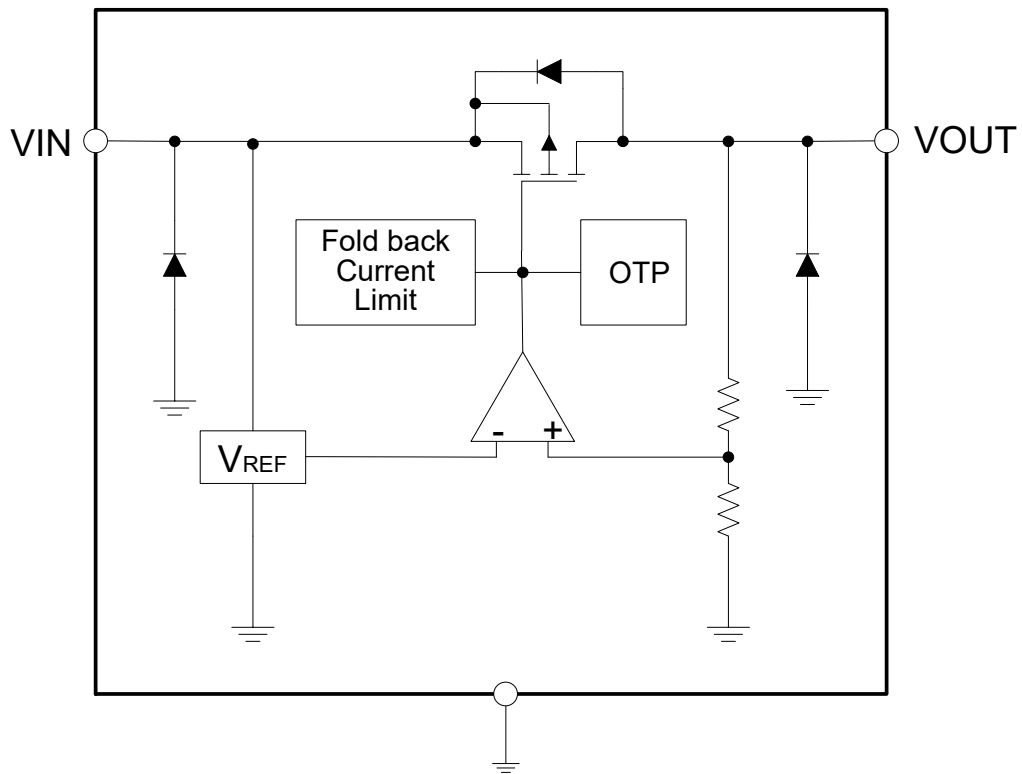 VIN
VOUT
Fold back
Current
Limit
OTP
- +
VREF